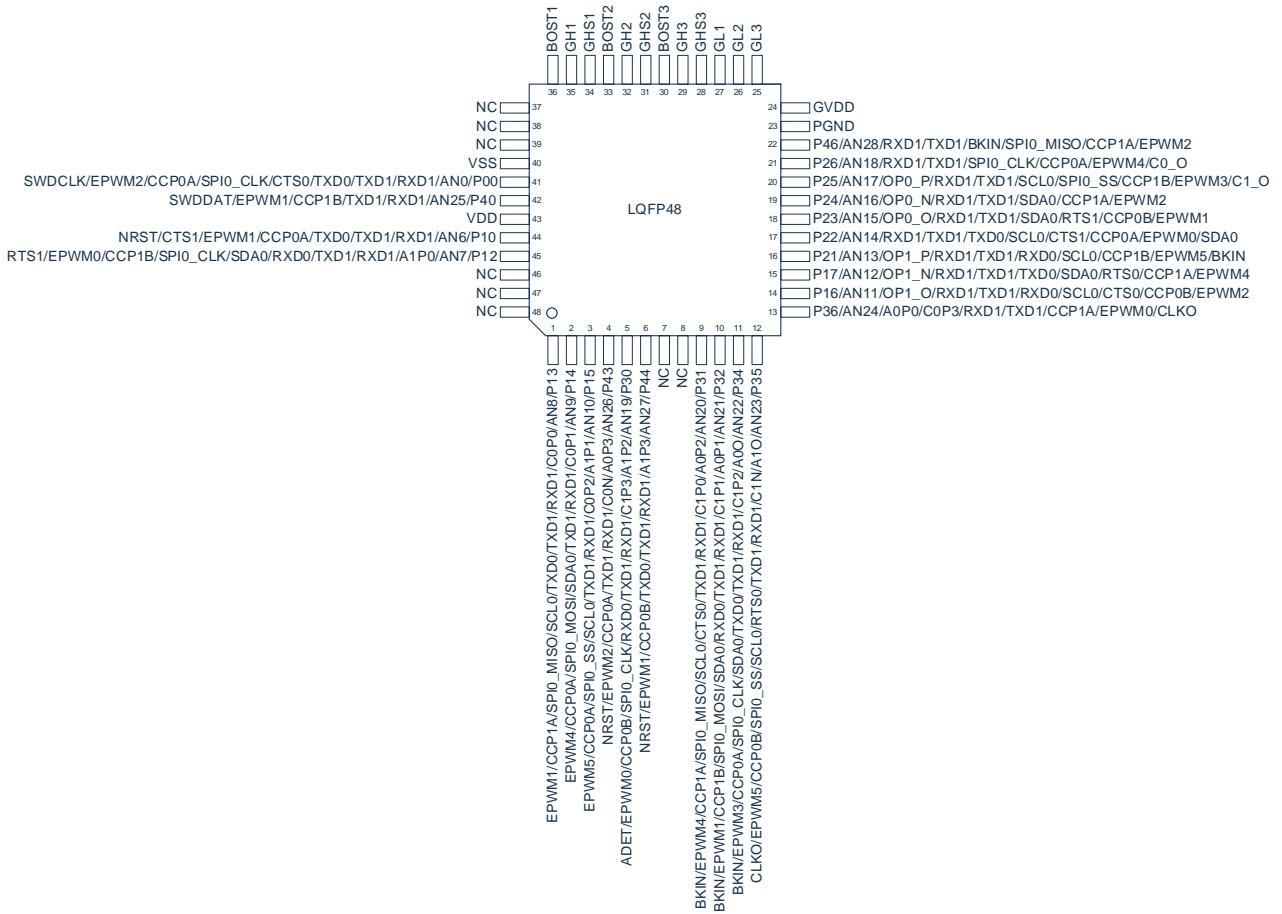 BOST1
GH1
GHS1
BOST2
GH2
GHS2
BOST3
GH3
GHS3
GL1
GL2
GL3
36
35
34
33
32
31
30
29
28
27
26
25
NC 37
NC 38
NC 39
VSS 40
SWDCLK/EPWM2/CCP0A/SPI0_CLK/CTS0/TXD0/TXD1/RXD1/AN0/P00 41
SWDDAT/EPWM1/CCP1B/TXD1/RXD1/AN25/P40 42
VDD 43
NRST/CTS1/EPWM1/CCP0A/TXD0/TXD1/RXD1/AN6/P10 44
RTS1/EPWM0/CCP1B/SPI0_CLK/SDA0/RXD0/TXD1/RXD1/A1P0/AN7/P12 45
NC 46
NC 47
NC 48
LQFP48
24 GVDD
23 PGND
22 P46/AN28/RXD1/TXD1/BKIN/SPI0_MISO/CCP1A/EPWM2
21 P26/AN18/RXD1/TXD1/SPI0_CLK/CCP0A/EPWM4/C0_O
20 P25/AN17/OP0_P/RXD1/TXD1/SCL0/SPI0_SS/CCP1B/EPWM3/C1_O
19 P24/AN16/OP0_N/RXD1/TXD1/SDA0/CCP1A/EPWM2
18 P23/AN15/OP0_O/RXD1/TXD1/SDA0/RTS1/CCP0B/EPWM1
17 P22/AN14/RXD1/TXD1/TXD0/SCL0/CTS1/CCP0A/EPWM0/SDA0
16 P21/AN13/OP1_P/RXD1/TXD1/RXD0/SCL0/CCP1B/EPWM5/BKIN
15 P17/AN12/OP1_N/RXD1/TXD1/TXD0/SDA0/RTS0/CCP1A/EPWM4
14 P16/AN11/OP1_O/RXD1/TXD1/RXD0/SCL0/CTS0/CCP0B/EPWM2
13 P36/AN24/A0P0/C0P3/RXD1/TXD1/CCP1A/EPWM0/CLKO
1
2
3
4
5
6
7
8
9
10
11
12
EPWM1/CCP1A/SPI0_MISO/SCL0/TXD0/TXD1/RXD1/C0P0/AN8/P13
EPWM4/CCP0A/SPI0_MOSI/SDA0/TXD1/RXD1/C0P1/AN9/P14
EPWM5/CCP0A/SPI0_SS/SCL0/TXD1/RXD1/C0P2/A1P1/AN10/P15
NRST/EPWM2/CCP0A/TXD1/RXD1/C0N/A0P3/AN26/P43
ADET/EPWM0/CCP0B/SPI0_CLK/RXD0/TXD1/RXD1/C1P3/A1P2/AN19/P30
NRST/EPWM1/CCP0B/TXD0/TXD1/RXD1/A1P3/AN27/P44
NC
NC
BKIN/EPWM4/CCP1A/SPI0_MISO/SCL0/CTS0/TXD1/RXD1/C1P0/A0P2/AN20/P31
BKIN/EPWM1/CCP1B/SPI0_MOSI/SDA0/RXD0/TXD1/RXD1/C1P1/A0P1/AN21/P32
BKIN/EPWM3/CCP0A/SPI0_CLK/SDA0/TXD0/TXD1/RXD1/C1P2/A0O/AN22/P34
CLKO/EPWM5/CCP0B/SPI0_SS/SCL0/RTS0/TXD1/RXD1/C1N/A1O/AN23/P35